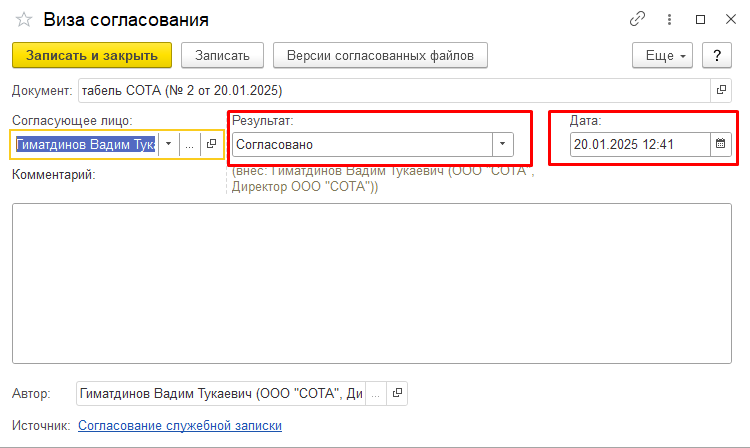 Виза согласования
Записать и закрыть Записать Версии согласованных файлов Еще ?
Документ: табель СОТА (№ 2 от 20.01.2025)
Согласующее лицо: Результат: Дата:
Гиматдинов Вадим Тука ... Согласовано 20.01.2025 12:41
Комментарий: (внес: Гиматдинов Вадим Тукаевич (ООО "СОТА",
Директор ООО "СОТА"))
Автор: Гиматдинов Вадим Тукаевич (ООО "СОТА", Ди ...
Источник: Согласование служебной записки